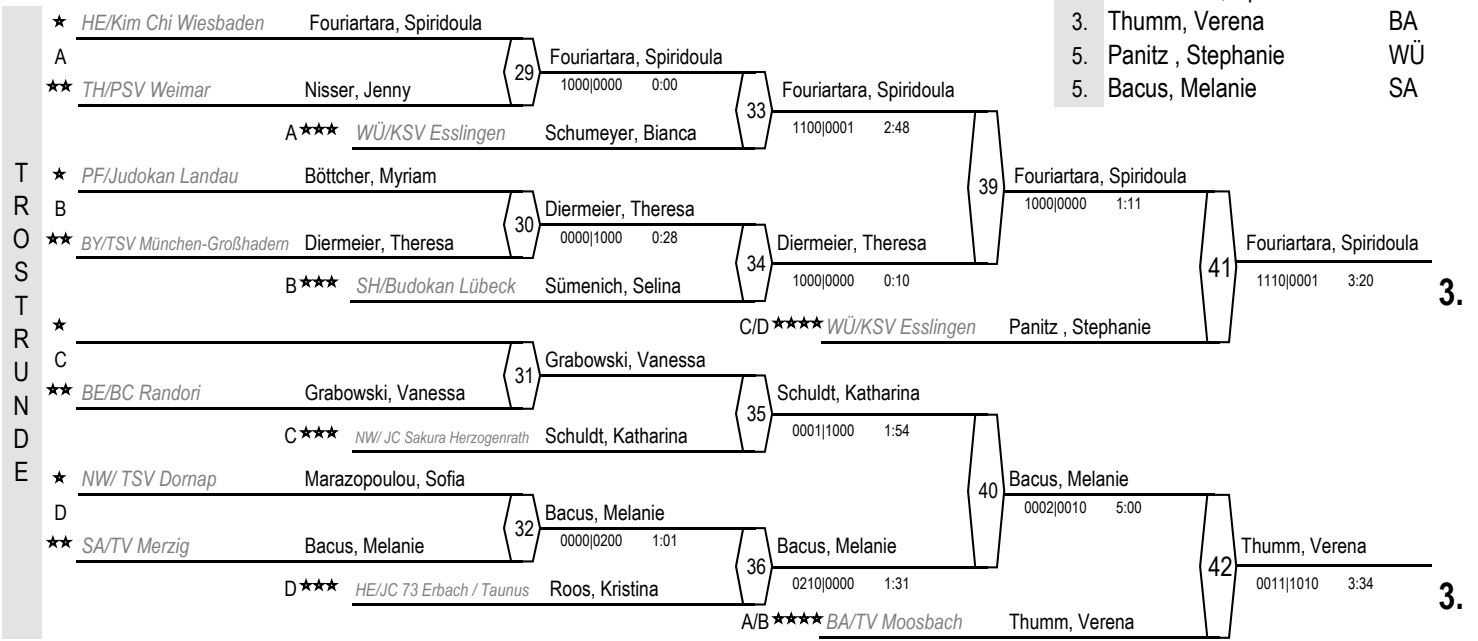 ★ HE/Kim Chi Wiesbaden Fouriartara, Spiridoula
3. Thumm, Verena BA
A
Fouriartara, Spiridoula
5. Panitz , Stephanie WÜ
29
1000|0000 0:00
★★ TH/PSV Weimar Nisser, Jenny
Fouriartara, Spiridoula
5. Bacus, Melanie SA
33
1100|0001 2:48
A★★★ WÜ/KSV Esslingen Schumeyer, Bianca
TROSTRUNDE
★ PF/Judokan Landau Böttcher, Myriam
39
Fouriartara, Spiridoula
1000|0000 1:11
B
Diermeier, Theresa
30
0000|1000 0:28
★★ BY/TSV München-Großhadern Diermeier, Theresa
Diermeier, Theresa
Fouriartara, Spiridoula
34
1000|0000 0:10
41
1110|0001 3:20
B★★★ SH/Budokan Lübeck Sümenich, Selina
3.
★
C/D★★★★ WÜ/KSV Esslingen Panitz , Stephanie
C
Grabowski, Vanessa
31
★★ BE/BC Randori Grabowski, Vanessa
Schuldt, Katharina
35
0001|1000 1:54
C★★★ NW/ JC Sakura Herzogenrath Schuldt, Katharina
★ NW/ TSV Dornap Marazopoulou, Sofia
Bacus, Melanie
40
0002|0010 5:00
D
Bacus, Melanie
32
0000|0200 1:01
★★ SA/TV Merzig Bacus, Melanie
Bacus, Melanie
Thumm, Verena
36
0210|0000 1:31
42
0011|1010 3:34
D★★★ HE/JC 73 Erbach / Taunus Roos, Kristina
3.
A/B★★★★ BA/TV Moosbach Thumm, Verena